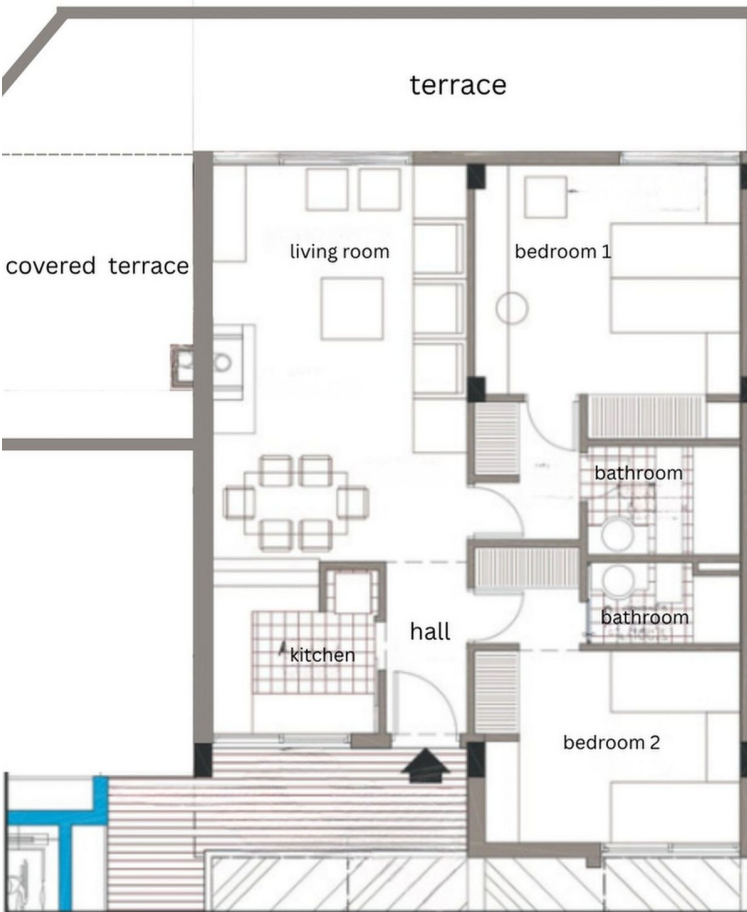 terrace
covered terrace
living room
bedroom 1
bathroom
bathroom
hall
kitchen
bedroom 2